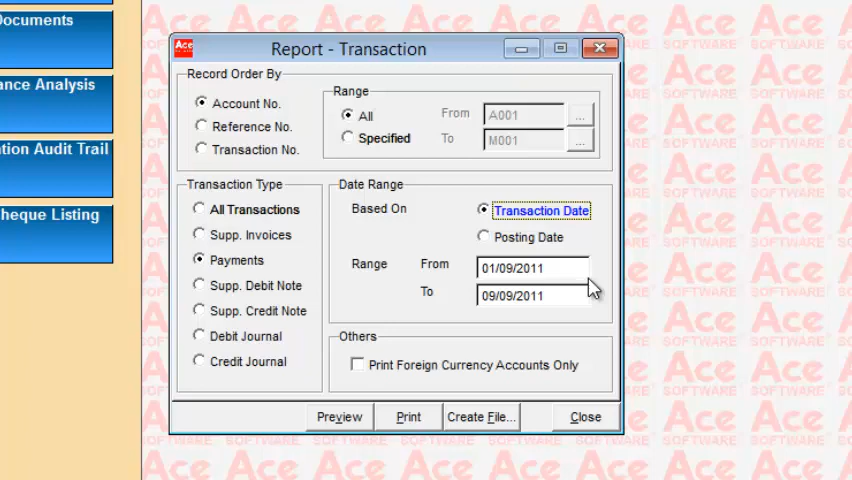 Documents
ance Analysis
tion Audit Trail
heque Listing
Ace
Report - Transaction
Record Order By
Account No.
Reference No.
Transaction No.
Range
All
From
A001
...
Specified
To
M001
...
Transaction Type
All Transactions
Supp. Invoices
Payments
Supp. Debit Note
Supp. Credit Note
Debit Journal
Credit Journal
Date Range
Based On
Transaction Date
Posting Date
Range
From
01/09/2011
To
09/09/2011
Others
Print Foreign Currency Accounts Only
Preview
Print
Create File...
Close
Ace
SOFTWARE